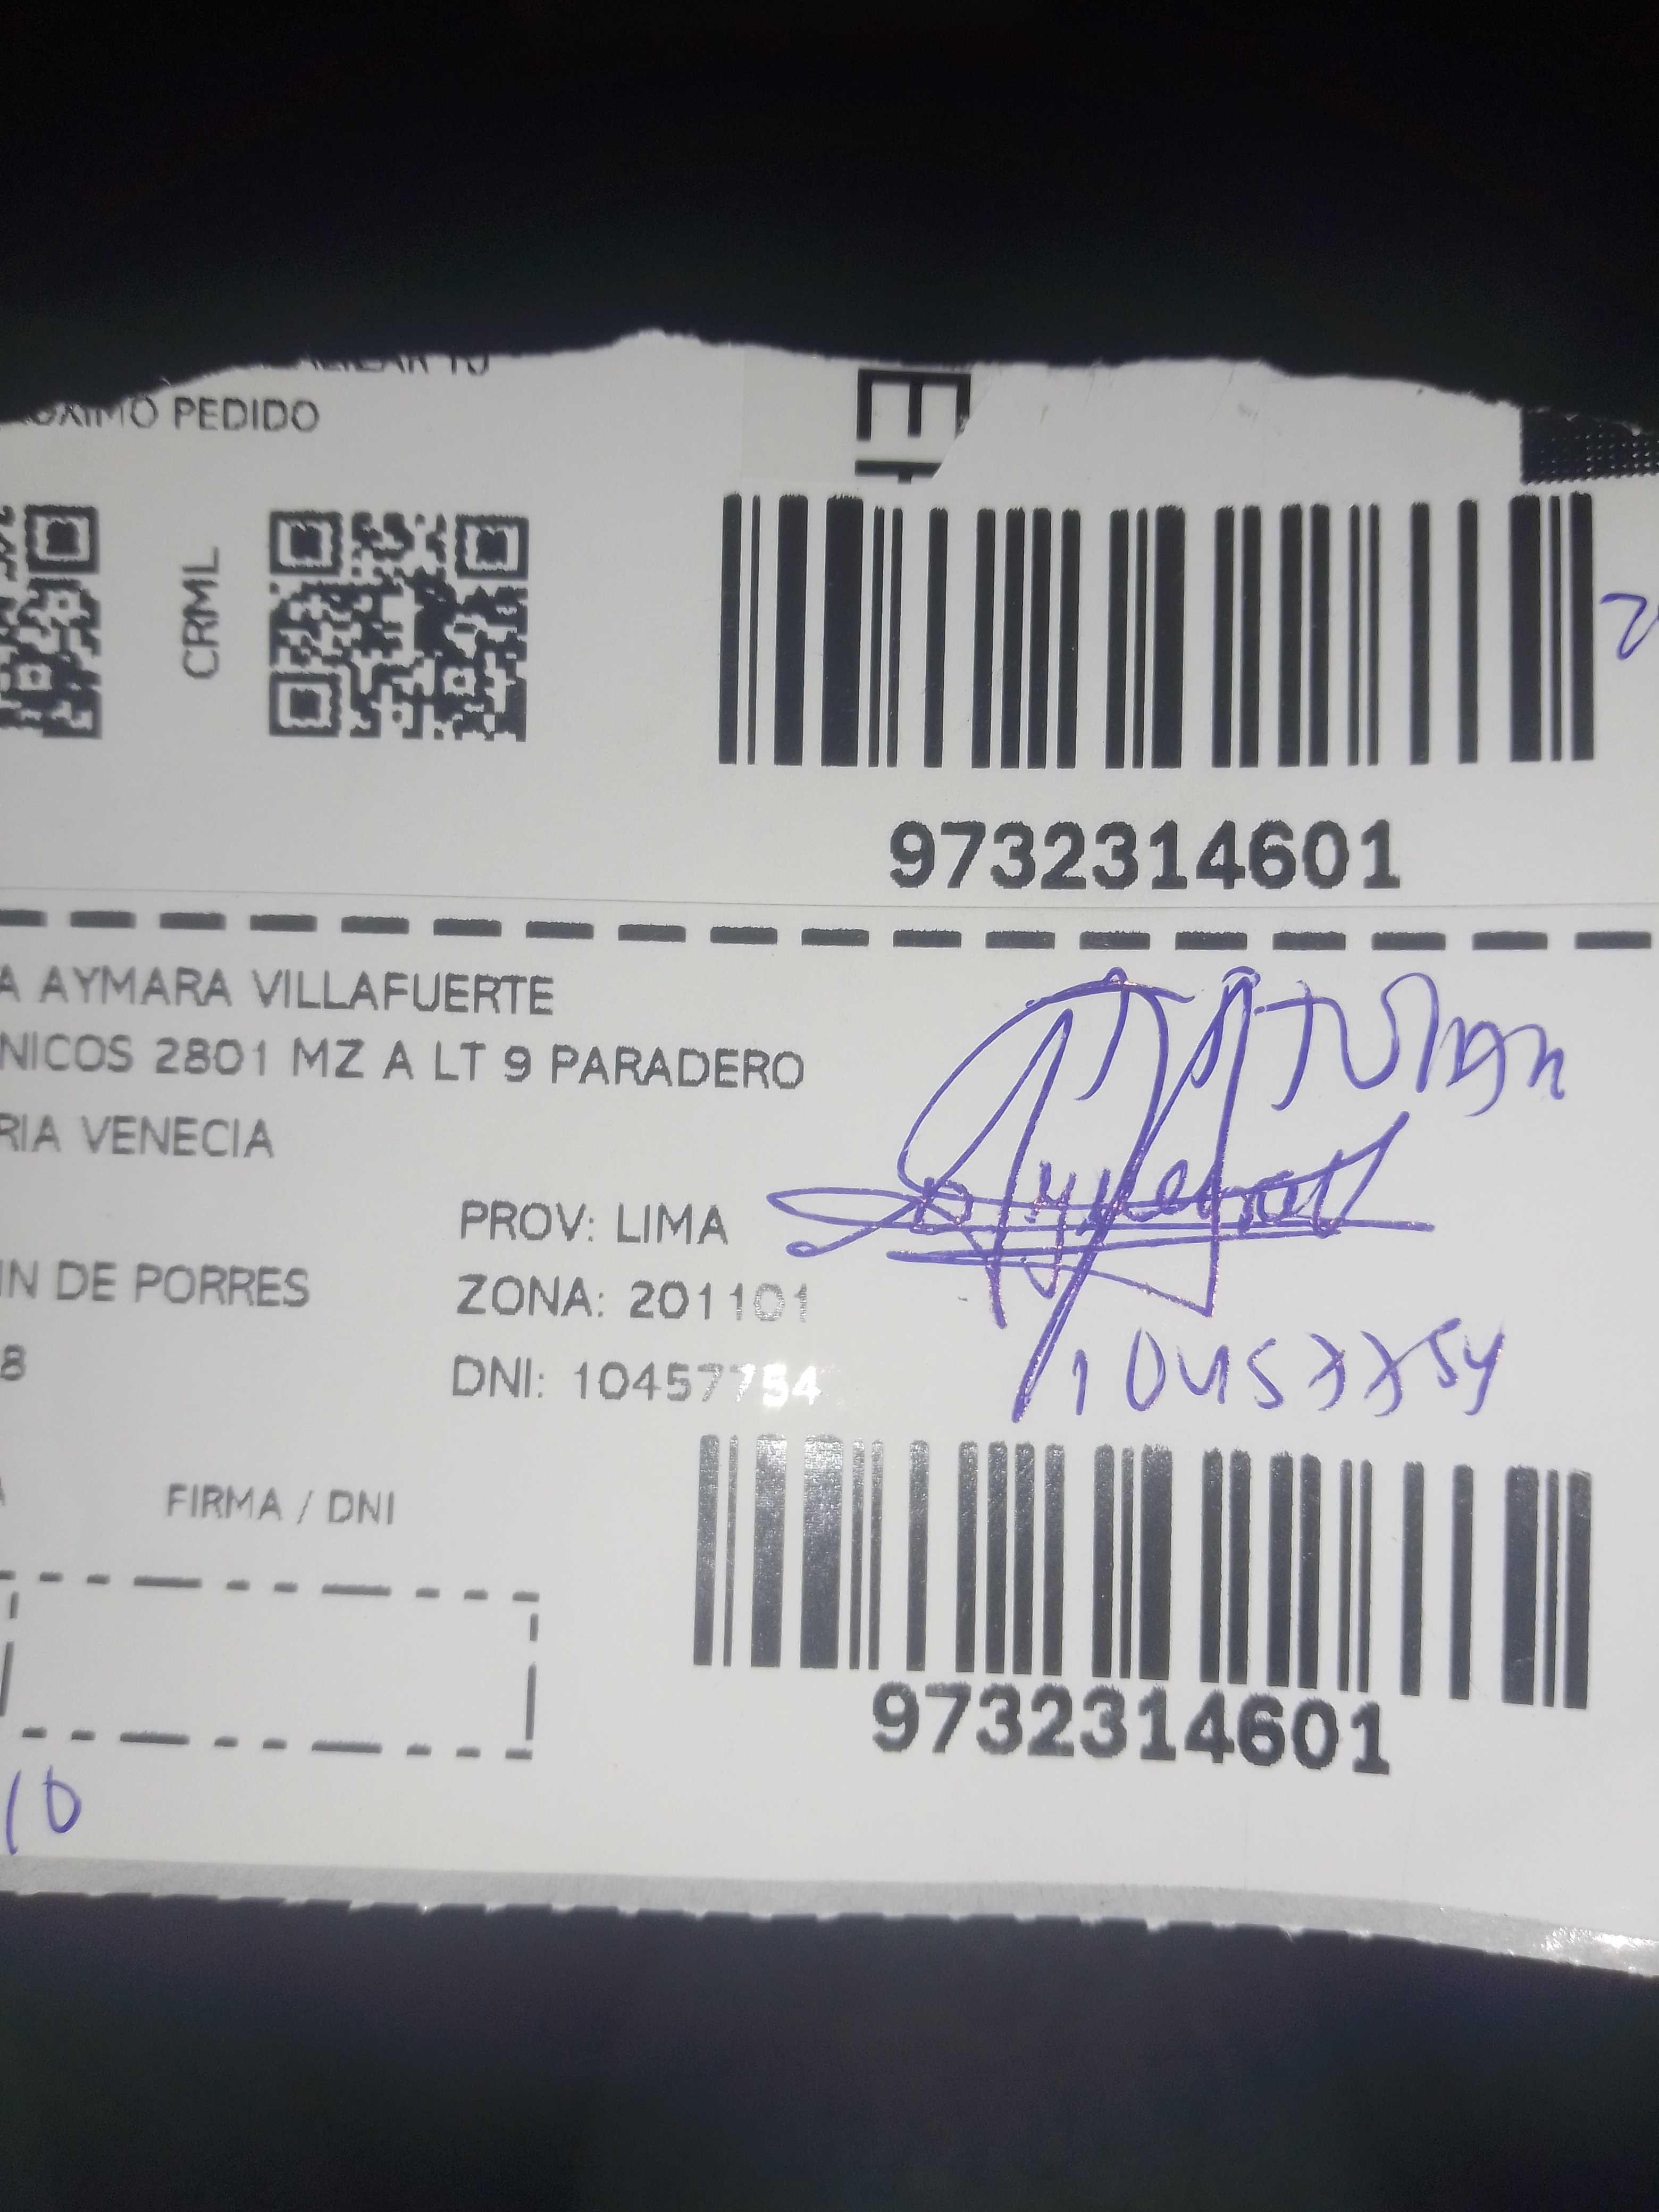 PEDIDO
CRML
9732314601
A AYMARA VILLAFUERTE
NICOS 2801 MZ A LT 9 PARADERO
RIA VENECIA
PROV: LIMA
IN DE PORRES
ZONA: 201101
8
DNI: 10457754
10457754
FIRMA / DNI
9732314601
10